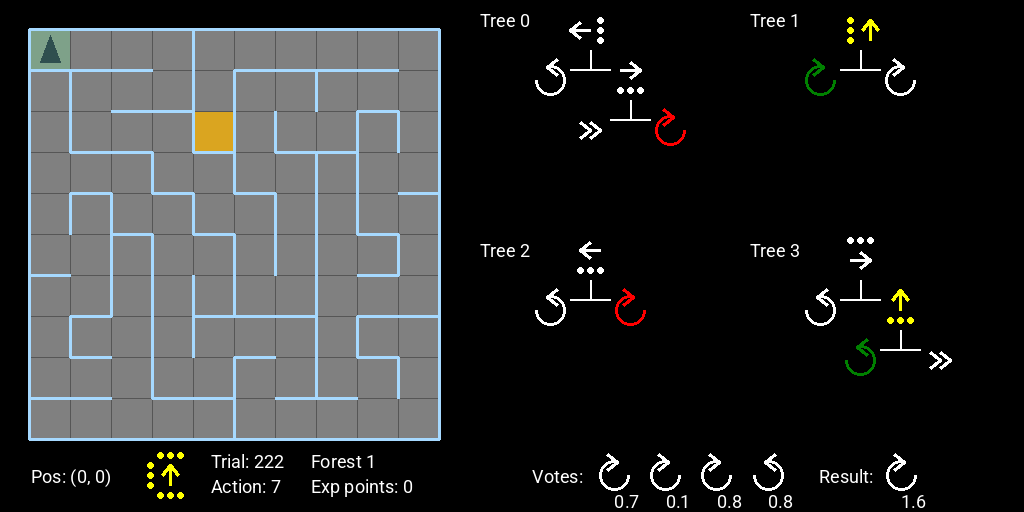 Tree 0
Tree 1
Tree 2
Tree 3
Pos: (0, 0)
Trial: 222
Forest 1
Action: 7
Exp points: 0
Votes:
0.7
0.1
0.8
0.8
Result:
1.6